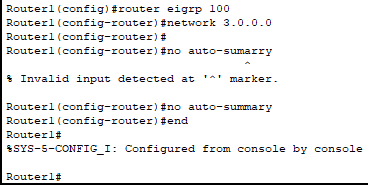 Router1(config)#router eigrp 100
Router1(config-router)#network 3.0.0.0
Router1(config-router)#
Router1(config-router)#no auto-sumarry
^
% Invalid input detected at '^' marker.
Router1(config-router)#no auto-summary
Router1(config-router)#end
Router1#
%SYS-5-CONFIG_I: Configured from console by console
Router1#